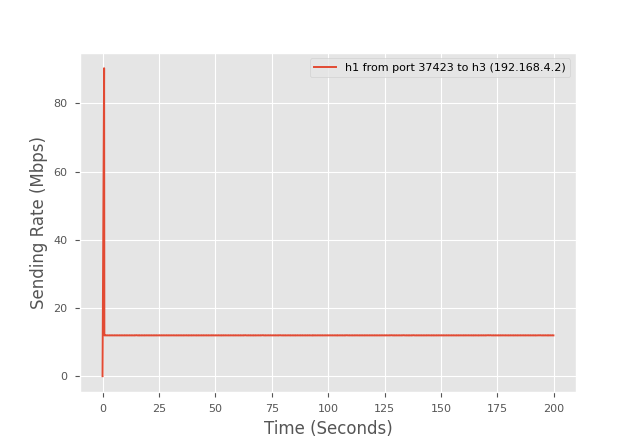 h1 from port 37423 to h3 (192.168.4.2)
80
60
40
20
0
Sending Rate (Mbps)
0 25 50 75 100 125 150 175 200
Time (Seconds)